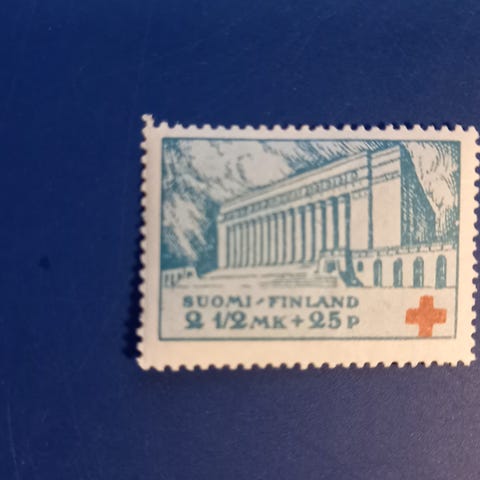 SUOMI-FINLAND
2 1/2 MK + 25 P